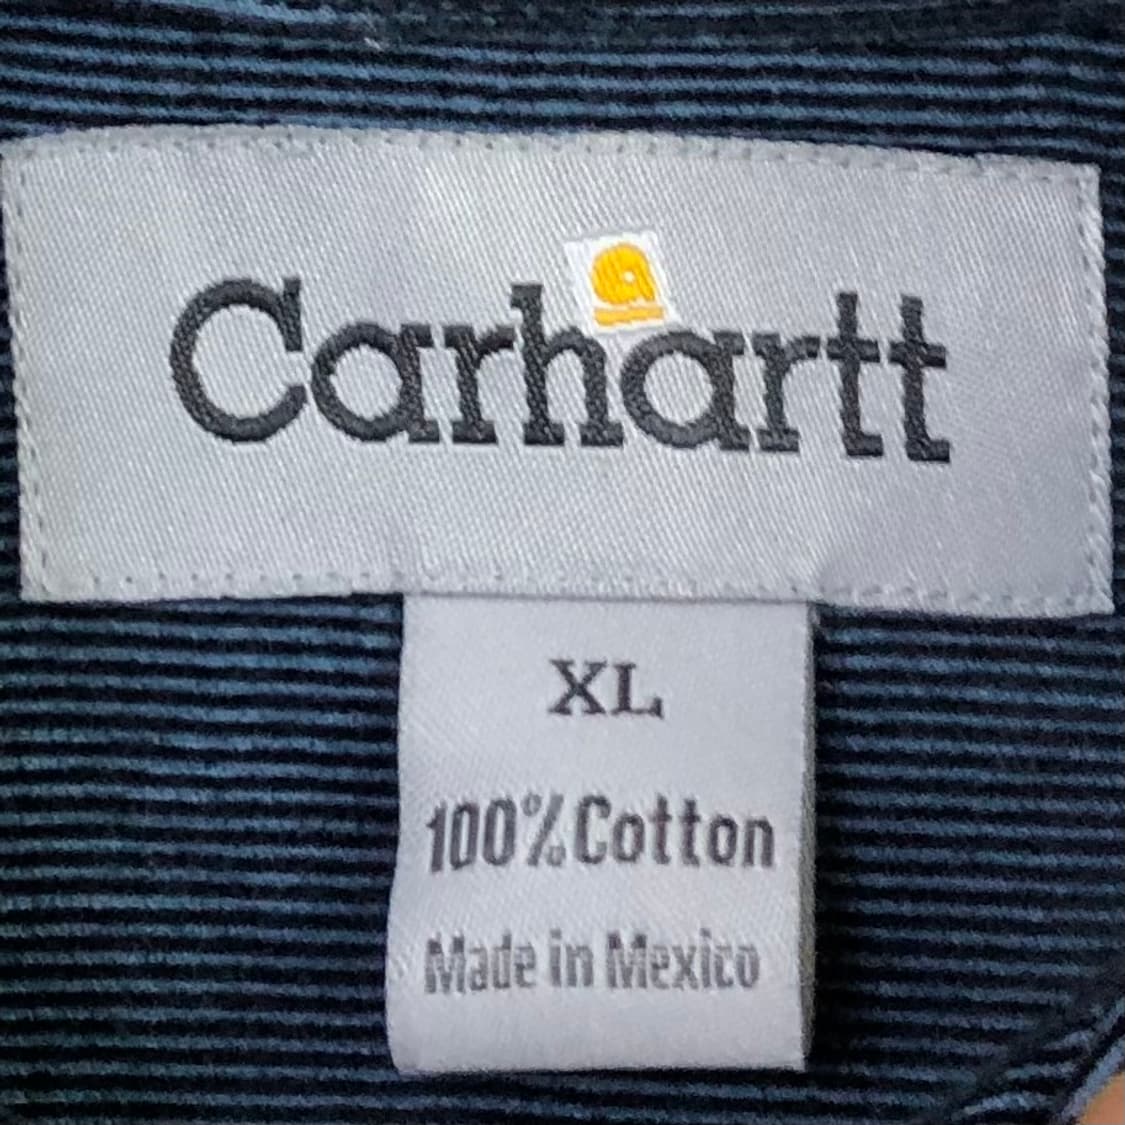 Carhartt
XL
100% Cotton
Made in Mexico